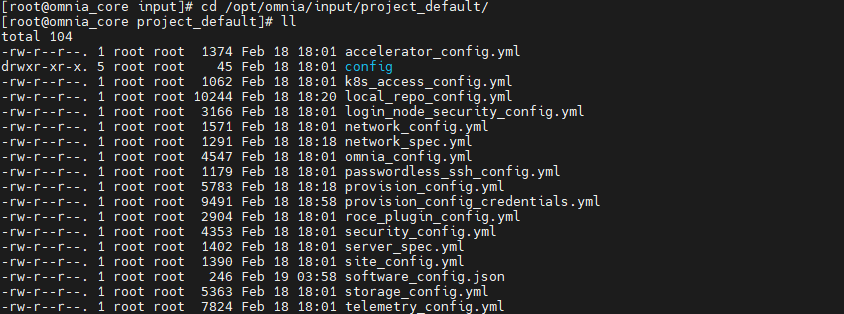 [root@omnia_core input]# cd /opt/omnia/input/project_default/
[root@omnia_core project_default]# ll
total 104
-rw-r--r--. 1 root root  1374 Feb 18 18:01 accelerator_config.yml
drwxr-xr-x. 5 root root    45 Feb 18 18:01 config
-rw-r--r--. 1 root root  1062 Feb 18 18:01 k8s_access_config.yml
-rw-r--r--. 1 root root 10244 Feb 18 18:20 local_repo_config.yml
-rw-r--r--. 1 root root  3166 Feb 18 18:01 login_node_security_config.yml
-rw-r--r--. 1 root root  1571 Feb 18 18:01 network_config.yml
-rw-r--r--. 1 root root  1291 Feb 18 18:18 network_spec.yml
-rw-r--r--. 1 root root  4547 Feb 18 18:01 omnia_config.yml
-rw-r--r--. 1 root root  1179 Feb 18 18:01 passwordless_ssh_config.yml
-rw-r--r--. 1 root root  5783 Feb 18 18:18 provision_config.yml
-rw-r--r--. 1 root root  9491 Feb 18 18:58 provision_config_credentials.yml
-rw-r--r--. 1 root root  2904 Feb 18 18:01 roce_plugin_config.yml
-rw-r--r--. 1 root root  4353 Feb 18 18:01 security_config.yml
-rw-r--r--. 1 root root  1402 Feb 18 18:01 server_spec.yml
-rw-r--r--. 1 root root  1390 Feb 18 18:01 site_config.yml
-rw-r--r--. 1 root root   246 Feb 19 03:58 software_config.json
-rw-r--r--. 1 root root  5363 Feb 18 18:01 storage_config.yml
-rw-r--r--. 1 root root  7824 Feb 18 18:01 telemetry_config.yml